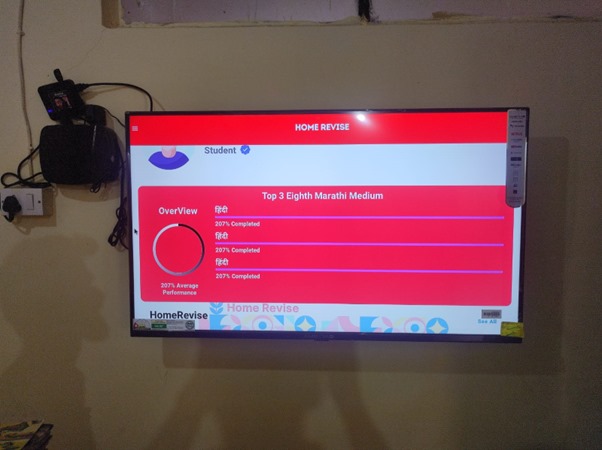 HOME REVISE
Student
Top 3 Eighth Marathi Medium
OverView
हिंदी
207% Completed
हिंदी
207% Completed
हिंदी
207% Completed
207% Average
Performance
Home Revise
HomeRevise
See All